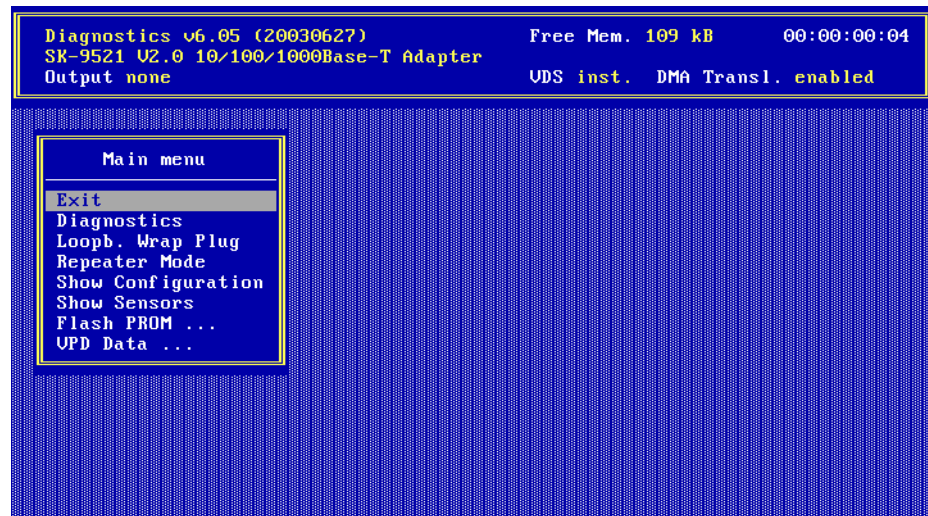 Diagnostics v6.05 (20030627) Free Mem. 109 kB 00:00:00:04
SK-9521 V2.0 10/100/1000Base-T Adapter
Output none VDS inst. DMA Transl. enabled
Main menu
Exit
Diagnostics
Loopb. Wrap Plug
Repeater Mode
Show Configuration
Show Sensors
Flash PROM ...
VPD Data ...